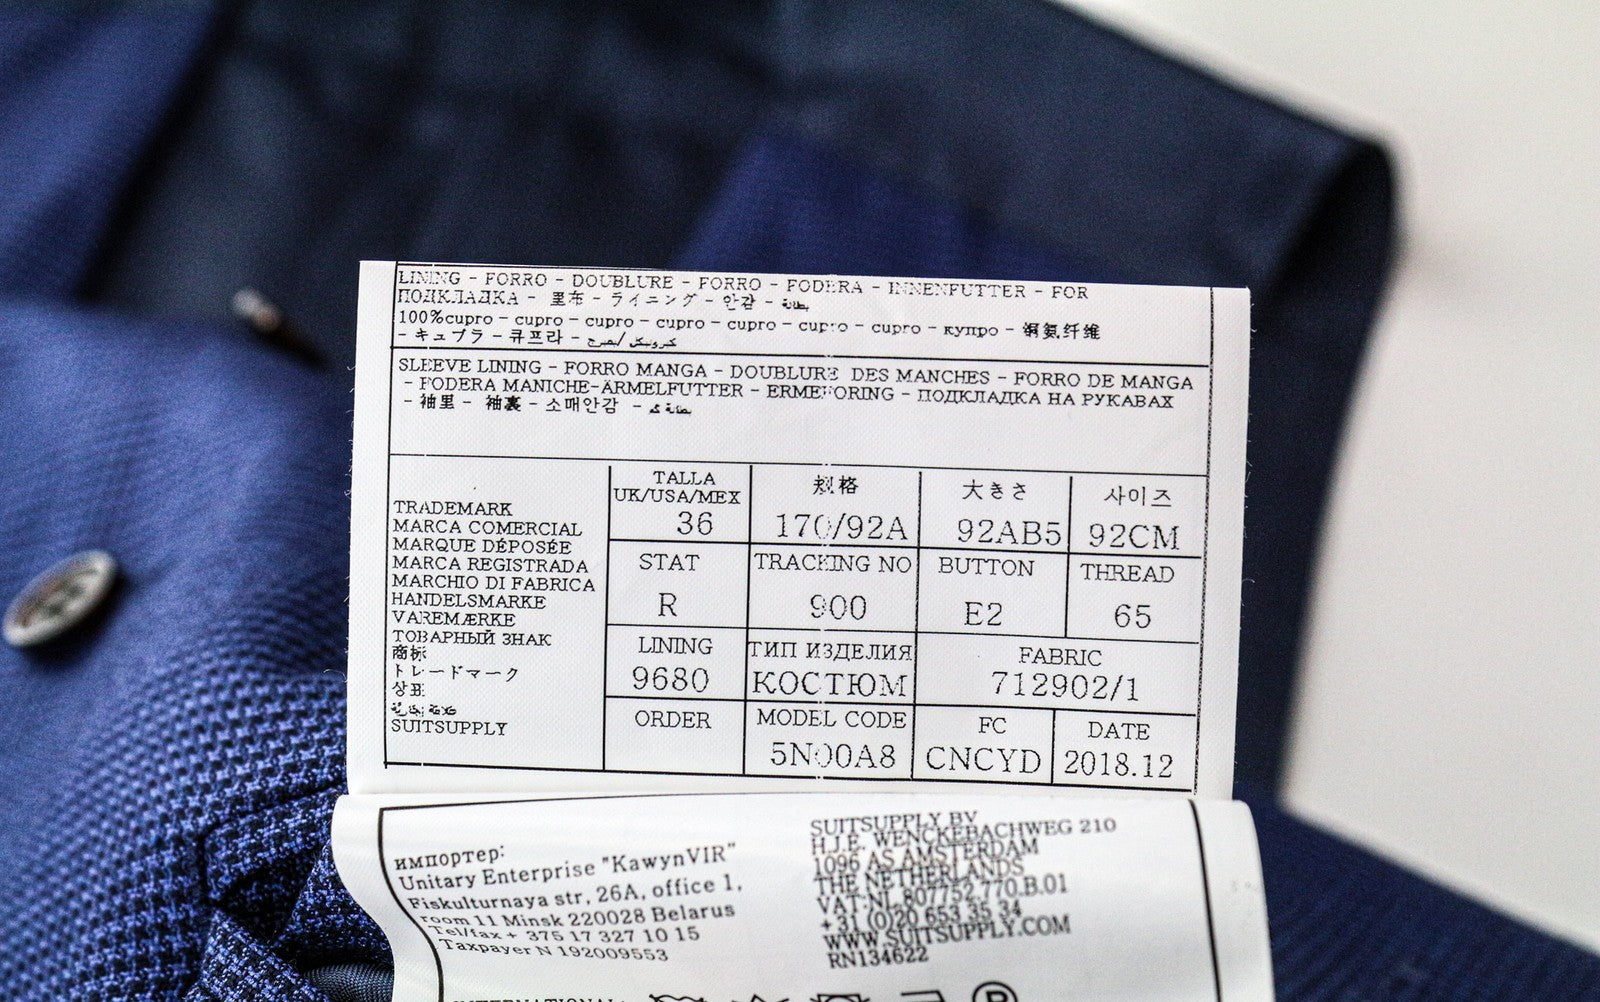 LINING - FORRO - DOUBLURE - FORRO - FODERA - INNENFUTTER - FOR
ПОДКЛАДКА - 里布 - ライニング - 안감 - بطانة
100%cupro - cupro - cupro - cupro - cupro - cupro - cupro - купро - 铜氨纤维
- キュプラ - 큐프라 -
SLEEVE LINING - FORRO MANGA - DOUBLURE DES MANCHES - FORRO DE MANGA
- FODERA MANICHE-ÄRMELFUTTER - ERMEFORING - ПОДКЛАДКА НА РУКАВАХ
- 袖里 - 袖裏 - 소매안감 -
TRADEMARK
MARCA COMERCIAL
MARQUE DÉPOSÉE
MARCA REGISTRADA
MARCHIO DI FABRICA
HANDELSMARKE
VAREMÆRKE
ТОВАРНЫЙ ЗНАК
商标
トレードマーク
상표
علامة تجارية
SUITSUPPLY
TALLA
UK/USA/MEX
36
规格
170/92A
大きさ
92AB5
사이즈
92CM
STAT
R
TRACKING NO
900
BUTTON
E2
THREAD
65
LINING
9680
ТИП ИЗДЕЛИЯ
КОСТЮМ
FABRIC
712902/1
ORDER
MODEL CODE
5N00A8
FC
CNCYD
DATE
2018.12
импортер:
Unitary Enterprise "KawynVIR"
Fiskulturnaya str, 26A, office 1,
room 11 Minsk 220028 Belarus
Tel/fax + 375 17 327 10 15
Taxpayer N 192009553
SUITSUPPLY BV
H.J.E. WENCKEBACHWEG 210
1096 AS AMSTERDAM
THE NETHERLANDS
VAT:NL 807752.770.B.01
+ 31 (0)20 653 35 34
WWW.SUITSUPPLY.COM
RN134622
INTERNATIONAL:
P